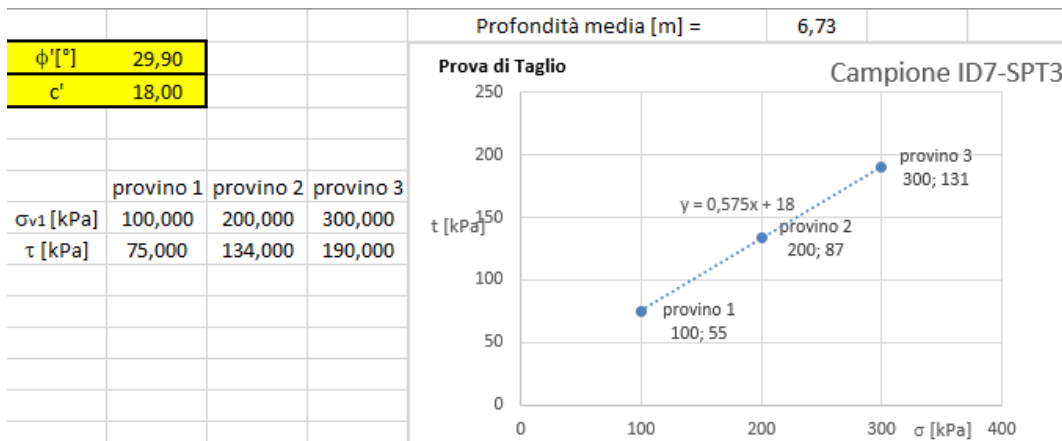 Profondità media [m] = 6,73
ϕ'[°] 29,90
c' 18,00
provino 1 provino 2 provino 3
σv1 [kPa] 100,000 200,000 300,000
τ [kPa] 75,000 134,000 190,000
Prova di Taglio
Campione ID7-SPT3
250
200
150
100
50
0
t [kPa]
y = 0,575x + 18
provino 3
300; 131
provino 2
200; 87
provino 1
100; 55
0 100 200 300 σ [kPa] 400